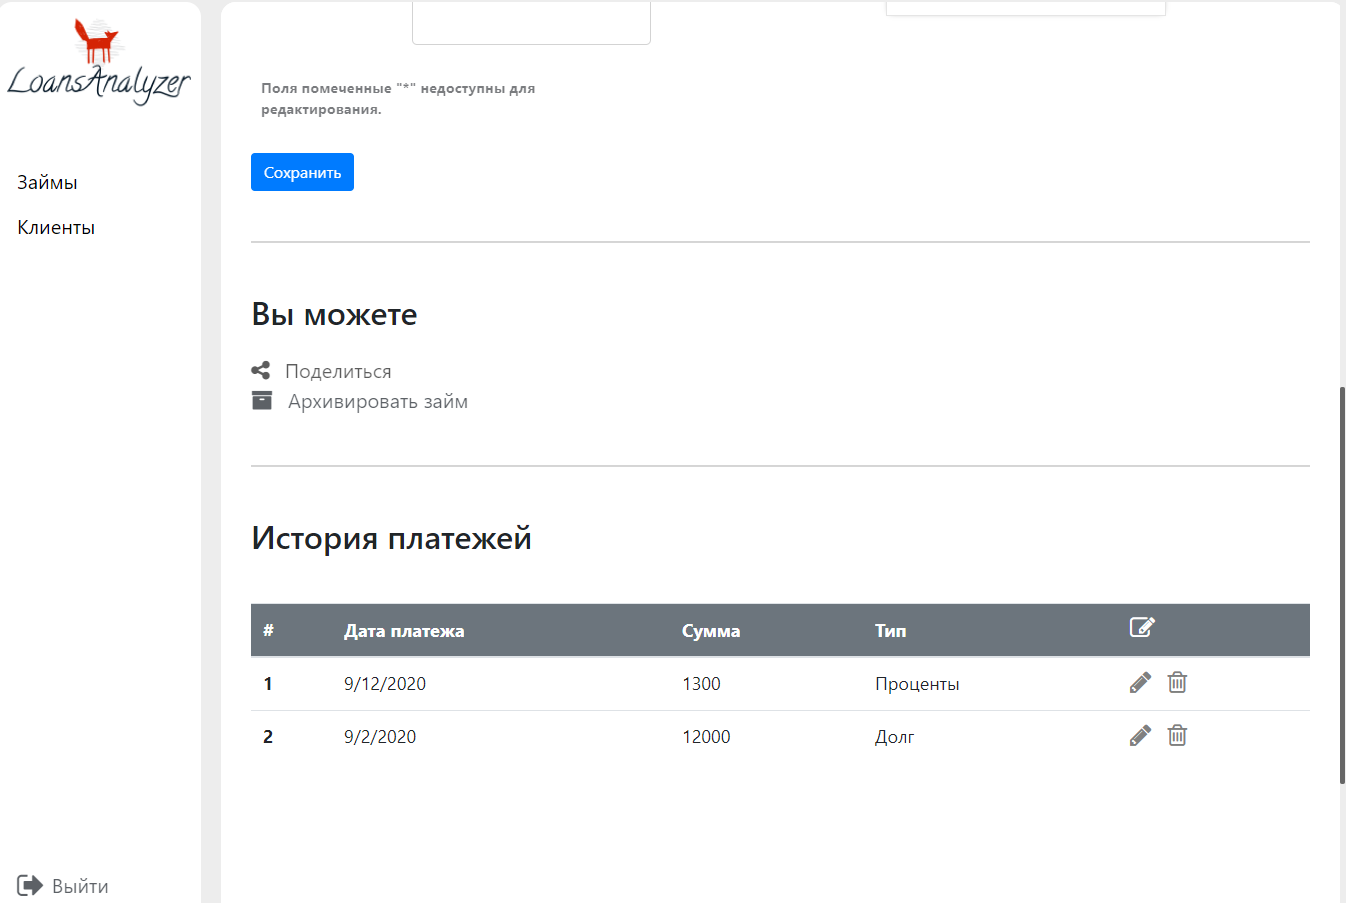 LoansAnalyzer
Займы
Клиенты
Выйти
Поля помеченные "*" недоступны для
редактирования.
Сохранить
Вы можете
Поделиться
Архивировать займ
История платежей
# Дата платежа Сумма Тип
1 9/12/2020 1300 Проценты
2 9/2/2020 12000 Долг